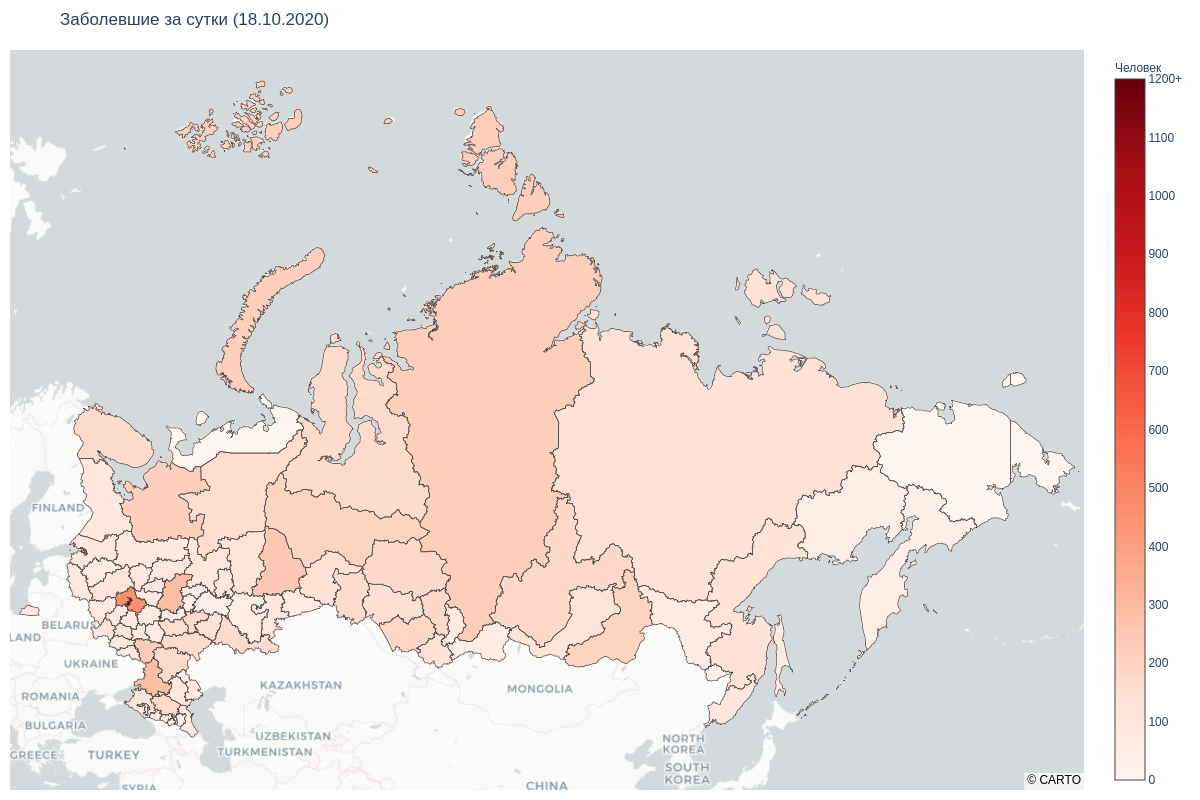 Заболевшие за сутки (18.10.2020)
Человек
1200+
1100
1000
900
800
700
600
500
400
300
200
100
0
FINLAND
BELARUS
LAND
UKRAINE
ROMANIA
BULGARIA
GREECE
TURKEY
SYRIA
KAZAKHSTAN
UZBEKISTAN
TURKMENISTAN
MONGOLIA
CHINA
NORTH
KOREA
SOUTH
KOREA
© CARTO